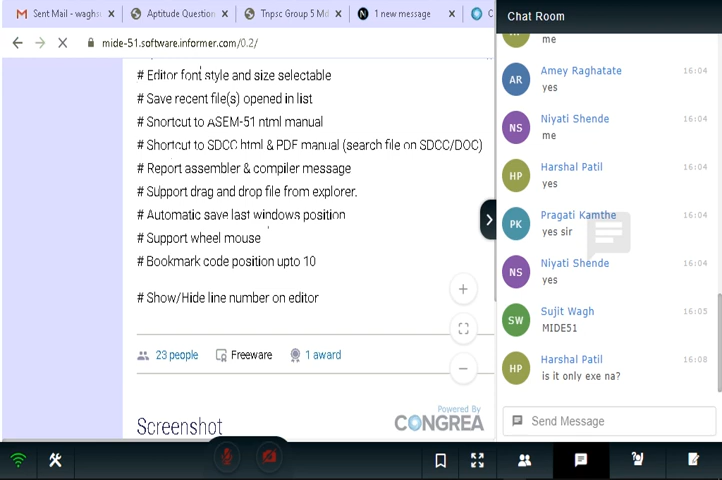 Sent Mail - waghs
Aptitude Question
Tnpsc Group 5 Md
1 new message
mide-51.software.informer.com/0.2/
# Editor font style and size selectable
# Save recent file(s) opened in list
# Shortcut to ASEM-51 html manual
# Shortcut to SDCC html & PDF manual (search file on SDCC/DOC)
# Report assembler & compiler message
# Support drag and drop file from explorer.
# Automatic save last windows position
# Support wheel mouse
# Bookmark code position upto 10
# Show/Hide line number on editor
23 people
Freeware
1 award
Screenshot
Powered By
CONGREA
Chat Room
HP
me
AR
Amey Raghatate
16:04
yes
NS
Niyati Shende
16:04
me
HP
Harshal Patil
16:04
yes
PK
Pragati Kamthe
16:04
yes sir
NS
Niyati Shende
16:04
yes
SW
Sujit Wagh
16:05
MIDE51
HP
Harshal Patil
16:08
is it only exe na?
Send Message